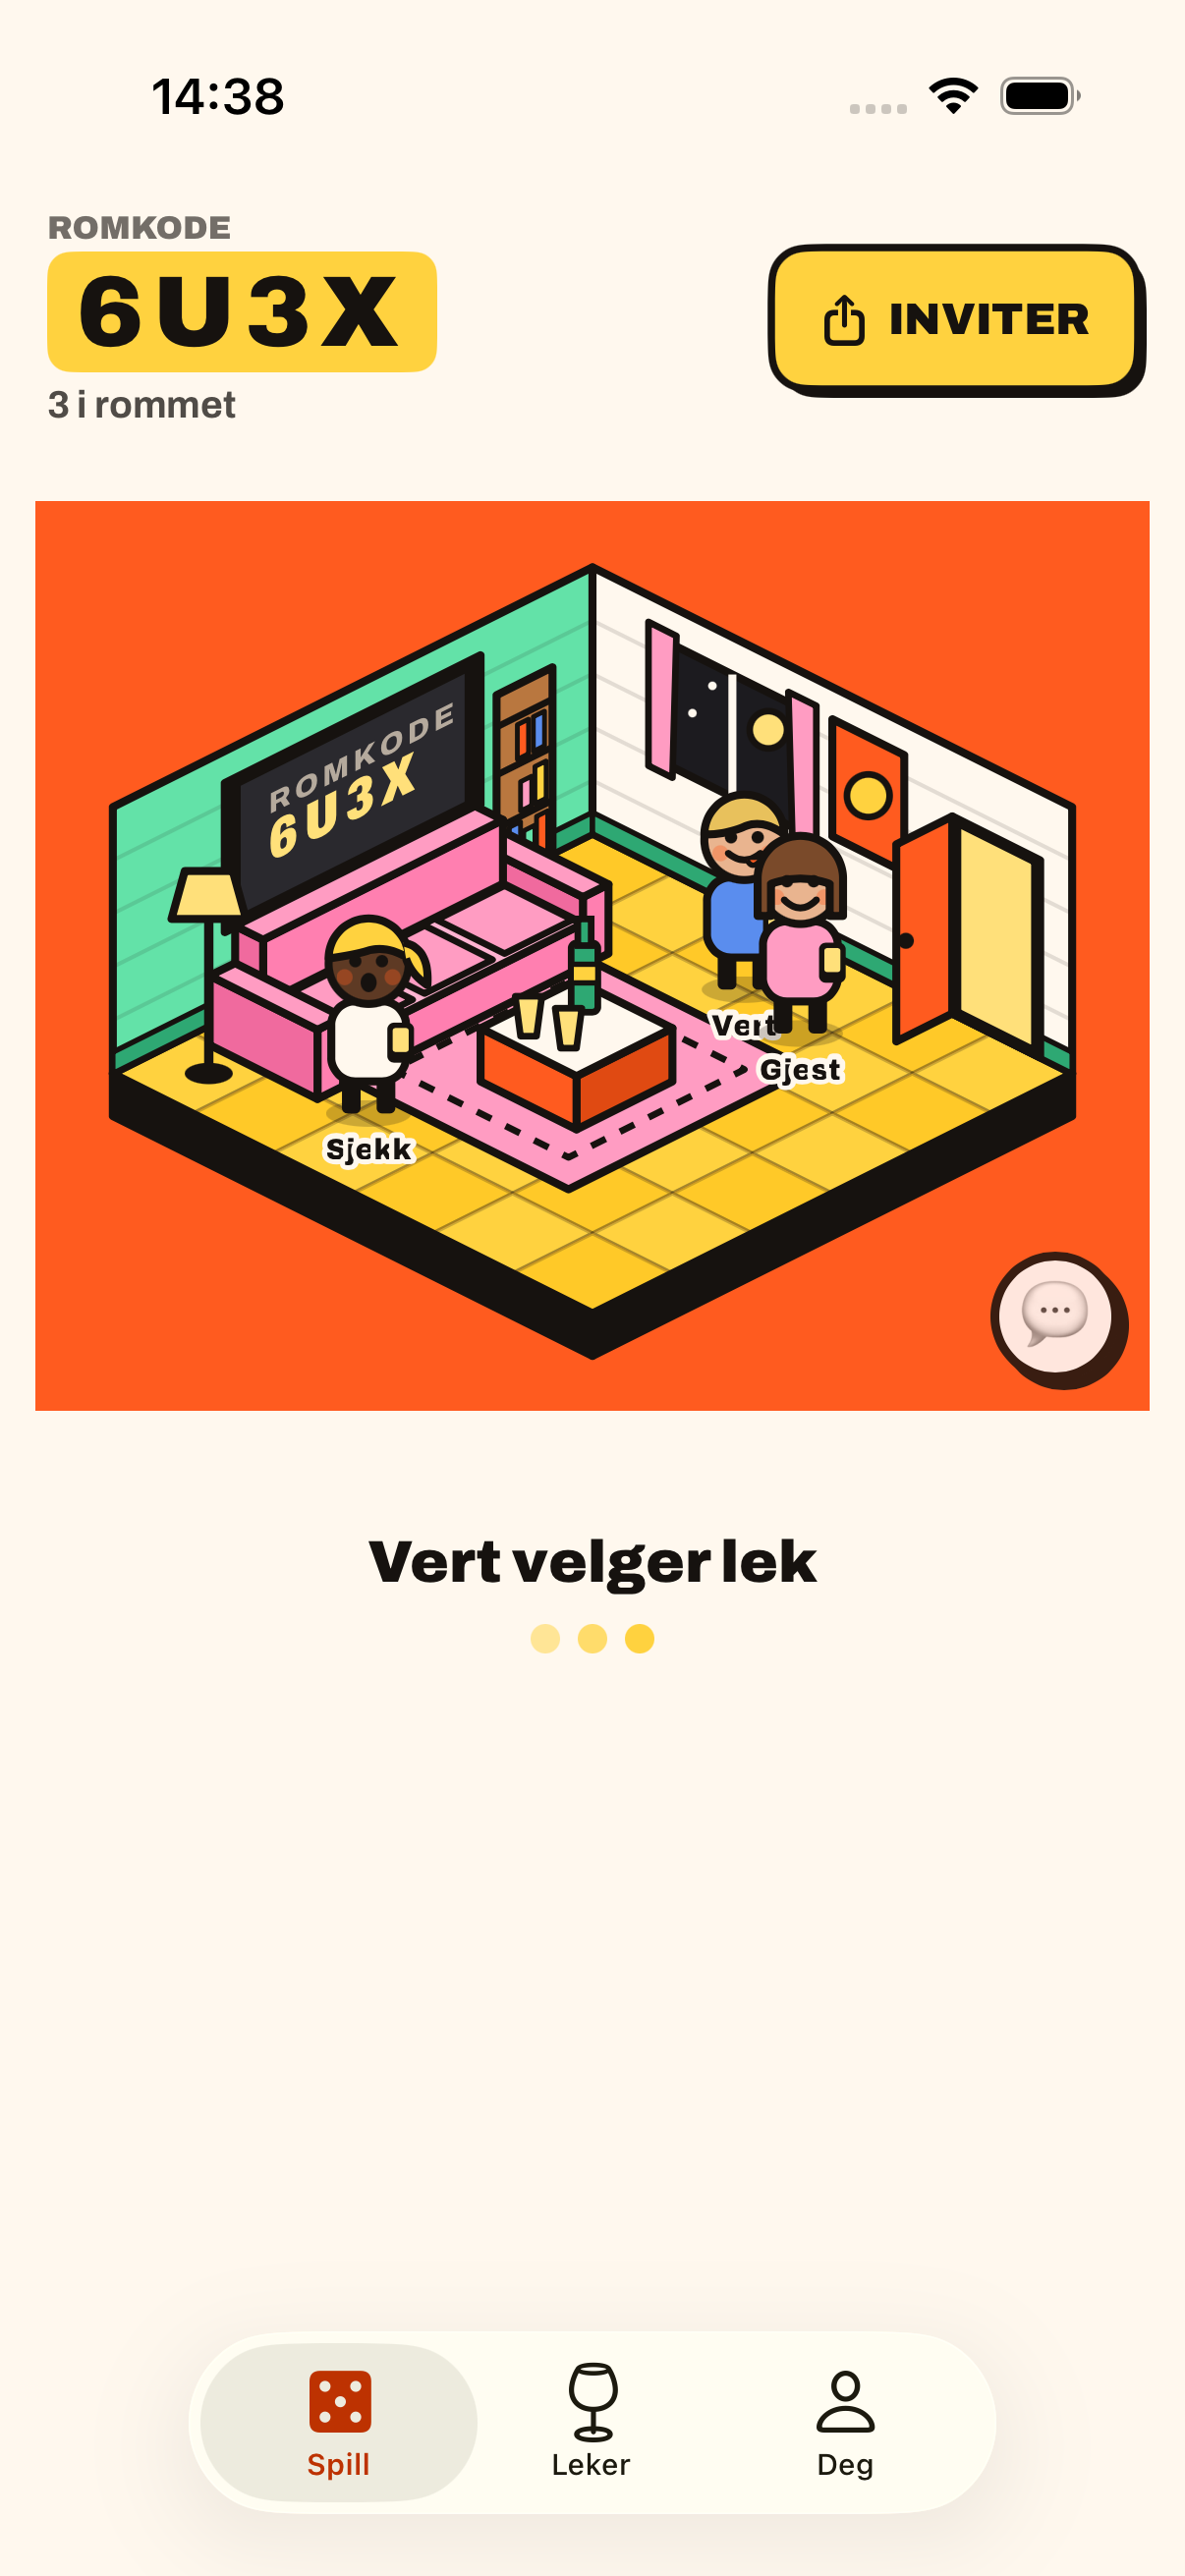 14:38
ROMKODE
6U3X
INVITER
3 i rommet
ROMKODE
6U3X
Vert
Gjest
Sjekk
Vert velger lek
Spill
Leker
Deg